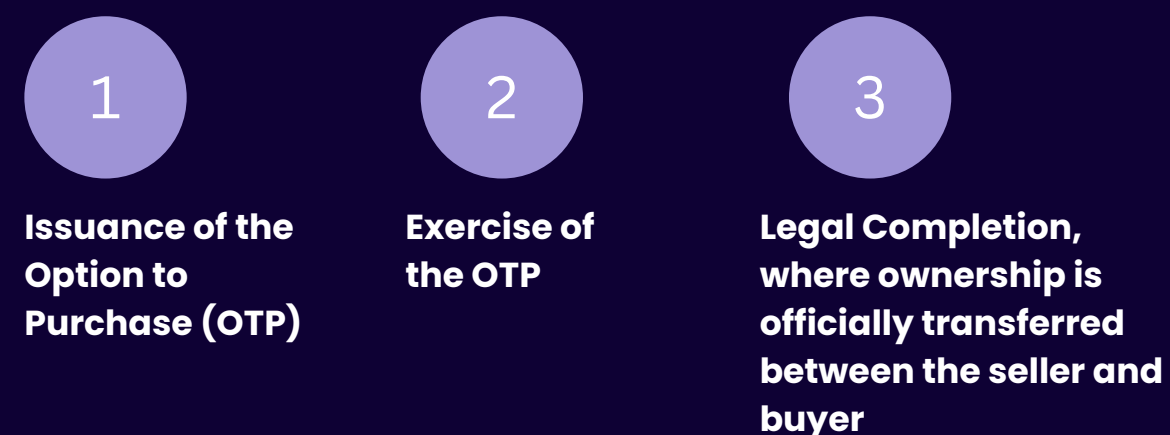 1
Issuance of the
Option to
Purchase (OTP)
2
Exercise of
the OTP
3
Legal Completion,
where ownership is
officially transferred
between the seller and
buyer